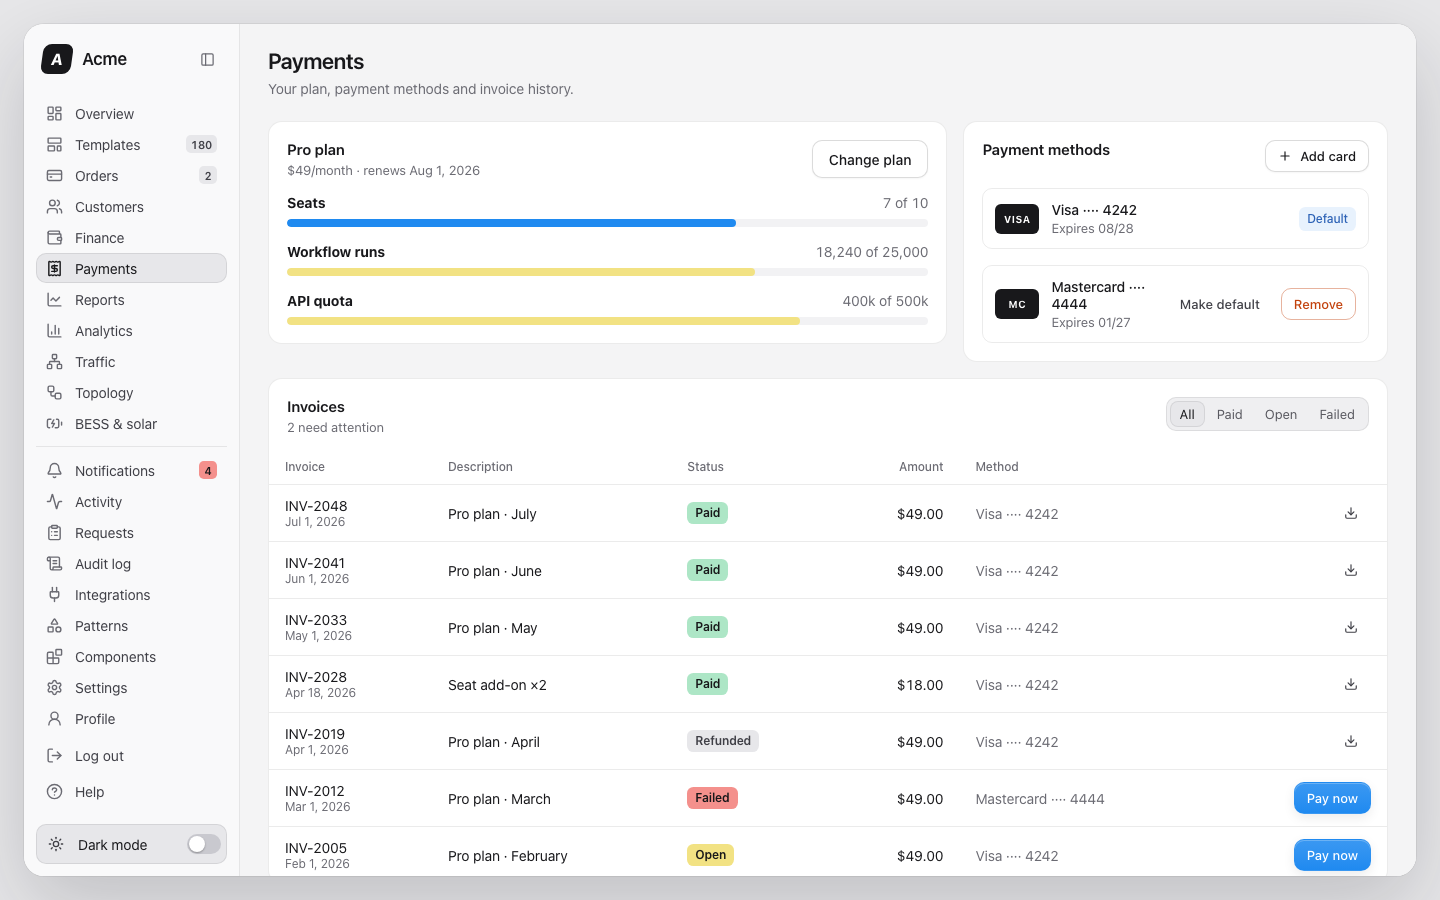 A Acme
Overview
Templates 180
Orders 2
Customers
Finance
Payments
Reports
Analytics
Traffic
Topology
BESS & solar
Notifications 4
Activity
Requests
Audit log
Integrations
Patterns
Components
Settings
Profile
Log out
Help
Dark mode
Payments
Your plan, payment methods and invoice history.
Pro plan
$49/month · renews Aug 1, 2026
Change plan
Seats 7 of 10
Workflow runs 18,240 of 25,000
API quota 400k of 500k
Payment methods
Add card
VISA
Visa ···· 4242
Expires 08/28
Default
MC
Mastercard ····
4444
Expires 01/27
Make default
Remove
Invoices
2 need attention
All Paid Open Failed
Invoice Description Status Amount Method
INV-2048
Jul 1, 2026
Pro plan · July Paid $49.00 Visa ···· 4242
INV-2041
Jun 1, 2026
Pro plan · June Paid $49.00 Visa ···· 4242
INV-2033
May 1, 2026
Pro plan · May Paid $49.00 Visa ···· 4242
INV-2028
Apr 18, 2026
Seat add-on ×2 Paid $18.00 Visa ···· 4242
INV-2019
Apr 1, 2026
Pro plan · April Refunded $49.00 Visa ···· 4242
INV-2012
Mar 1, 2026
Pro plan · March Failed $49.00 Mastercard ···· 4444 Pay now
INV-2005
Feb 1, 2026
Pro plan · February Open $49.00 Visa ···· 4242 Pay now